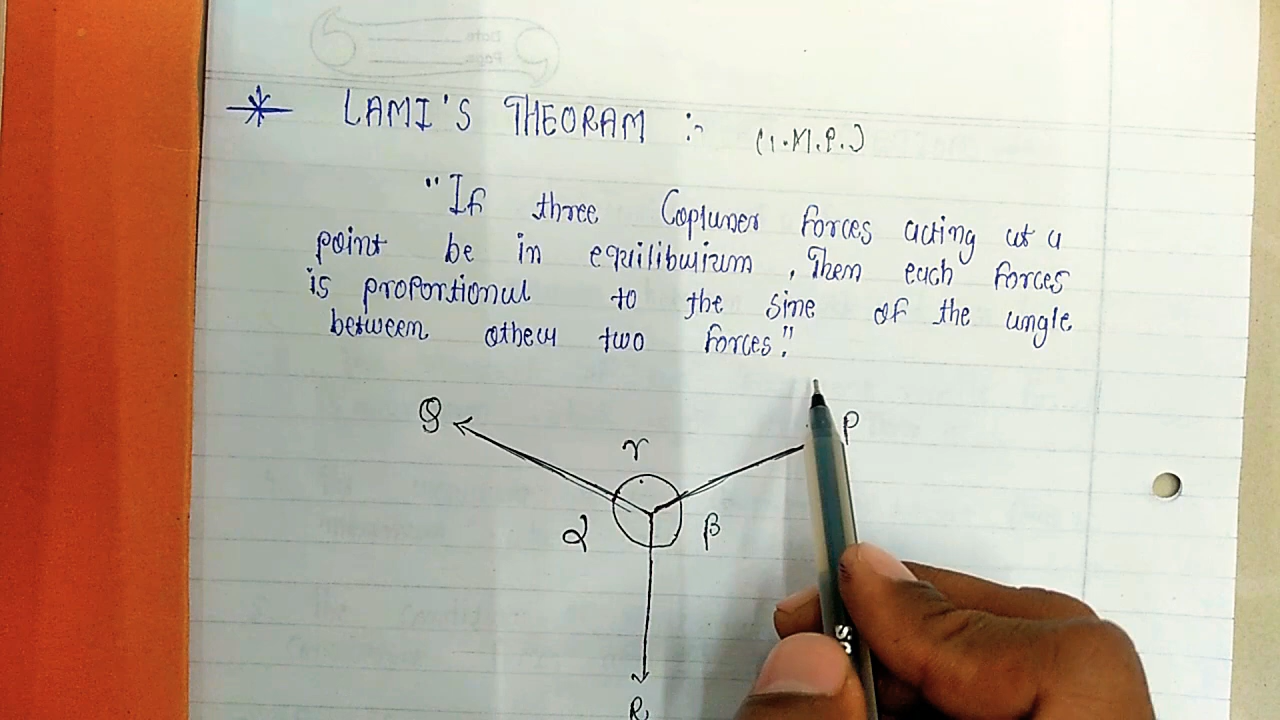 LAMI'S THEORAM :- (I.M.P.)
"If three Coplaner forces acting at a
point be in equilibuirum, Then each forces
is proportional to the sine of the angle
between other two forces."
Q P
γ
α β
R